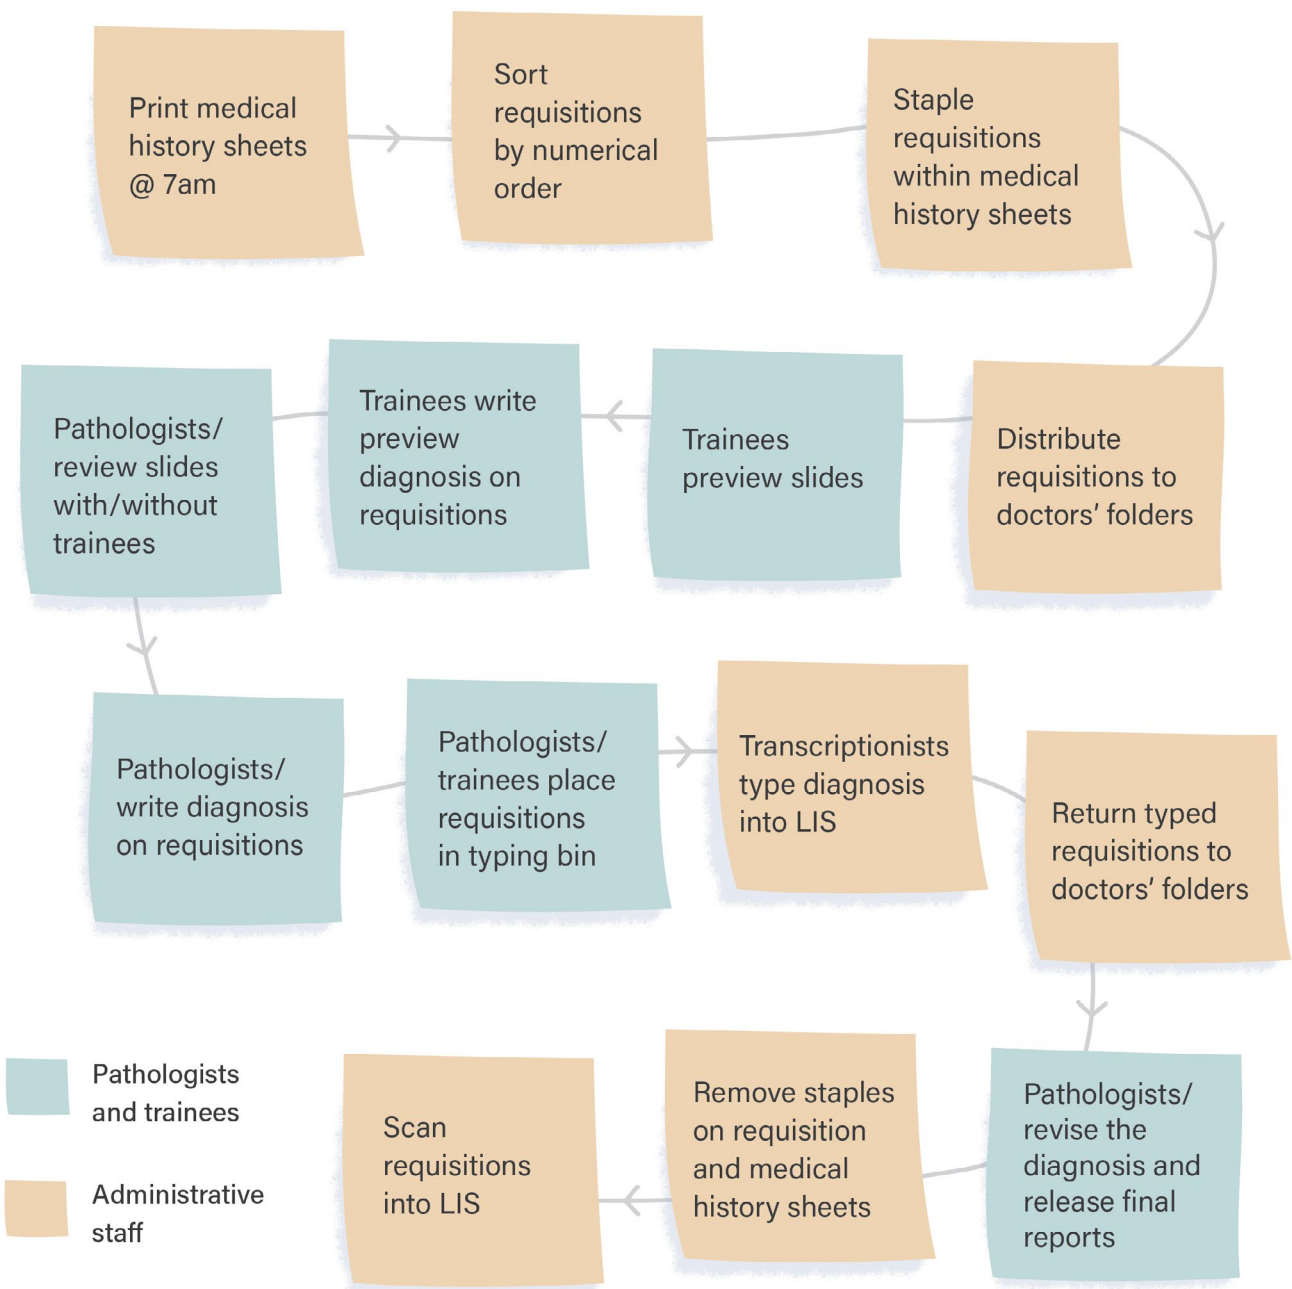 Print medical
history sheets
@ 7am
Sort
requisitions
by numerical
order
Staple
requisitions
within medical
history sheets
Distribute
requisitions to
doctors’ folders
Trainees
preview slides
Trainees write
preview
diagnosis on
requisitions
Pathologists/
review slides
with/without
trainees
Pathologists/
write diagnosis
on requisitions
Pathologists/
trainees place
requisitions
in typing bin
Transcriptionists
type diagnosis
into LIS
Return typed
requisitions to
doctors’ folders
Pathologists/
revise the
diagnosis and
release final
reports
Remove staples
on requisition
and medical
history sheets
Scan
requisitions
into LIS
Pathologists
and trainees
Administrative
staff